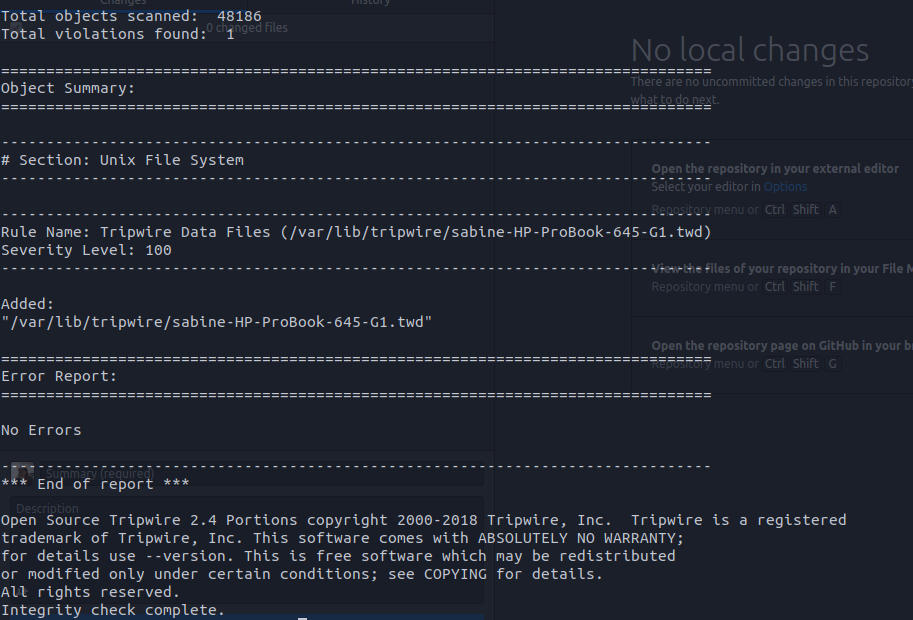 Changes
History
Total objects scanned:  48186
0 changed files
Total violations found:  1
No local changes
There are no uncommitted changes in this repository
what to do next.
===============================================================================
Object Summary:
===============================================================================
-------------------------------------------------------------------------------
# Section: Unix File System
-------------------------------------------------------------------------------
Open the repository in your external editor
Select your editor in Options
Repository menu or Ctrl Shift A
-------------------------------------------------------------------------------
Rule Name: Tripwire Data Files (/var/lib/tripwire/sabine-HP-ProBook-645-G1.twd)
Severity Level: 100
-------------------------------------------------------------------------------
View the files of your repository in your File M
Repository menu or Ctrl Shift F
Added:
"/var/lib/tripwire/sabine-HP-ProBook-645-G1.twd"
Open the repository page on GitHub in your b
Repository menu or Ctrl Shift G
===============================================================================
Error Report:
===============================================================================
No Errors
-------------------------------------------------------------------------------
Summary (required)
*** End of report ***
Description
Open Source Tripwire 2.4 Portions copyright 2000-2018 Tripwire, Inc.  Tripwire is a registered
trademark of Tripwire, Inc. This software comes with ABSOLUTELY NO WARRANTY;
for details use --version. This is free software which may be redistributed
or modified only under certain conditions; see COPYING for details.
All rights reserved.
Integrity check complete.